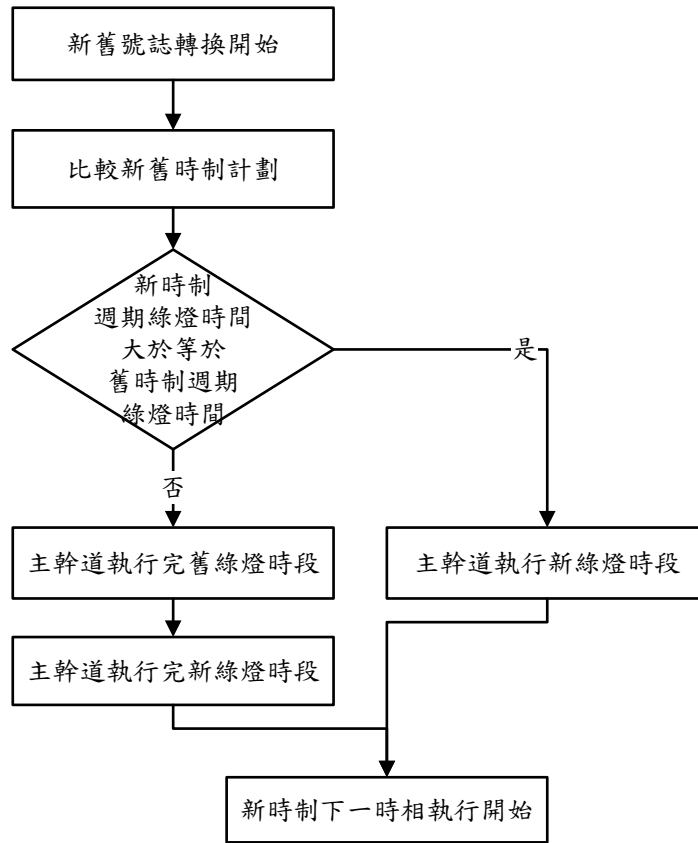 新舊號誌轉換開始
比較新舊時制計劃
新時制
週期綠燈時間
大於等於
舊時制週期
綠燈時間
是
否
主幹道執行完舊綠燈時段
主幹道執行新綠燈時段
主幹道執行完新綠燈時段
新時制下一時相執行開始